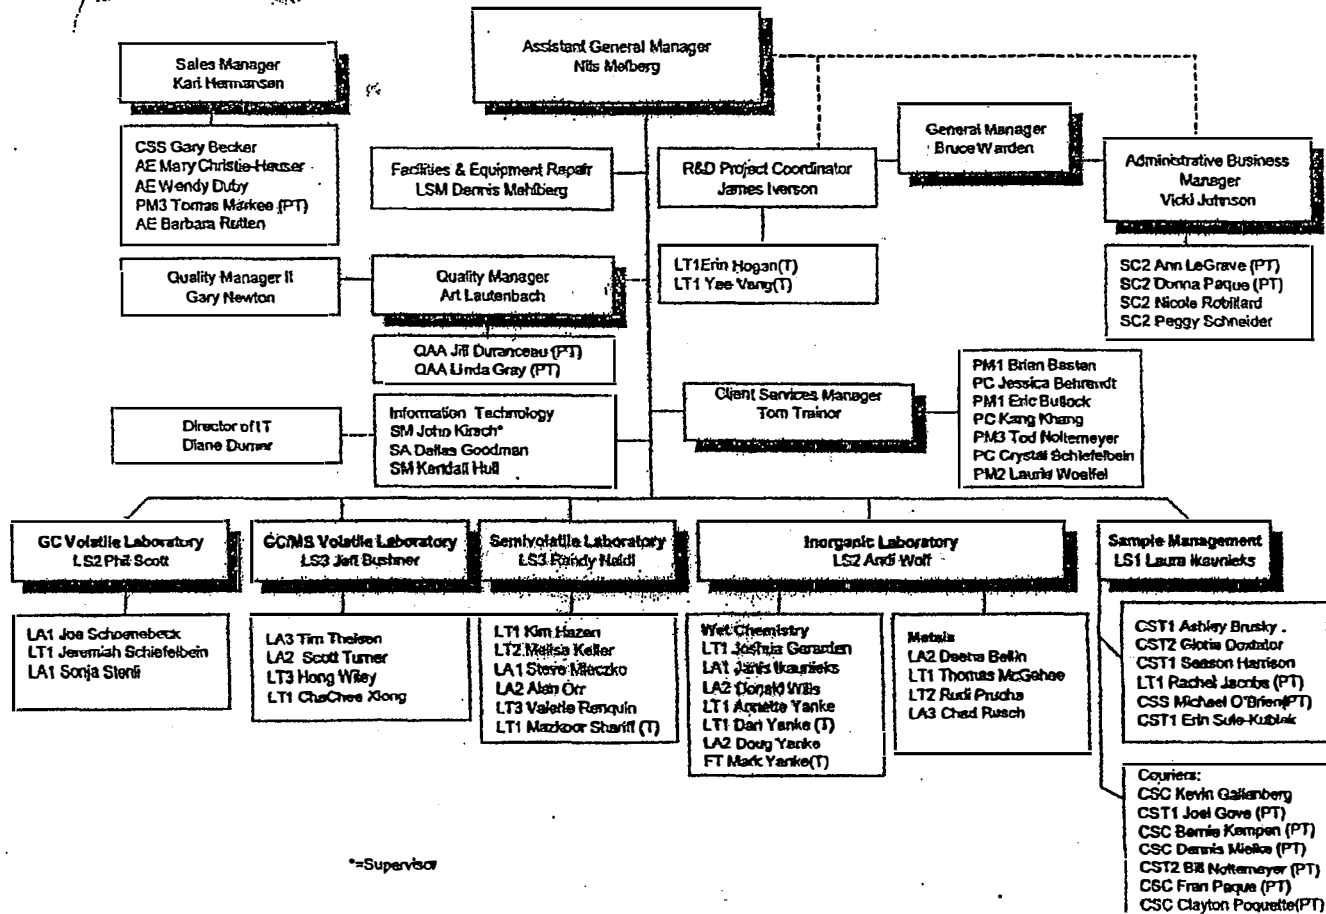 Assistant General Manager
Nils Melberg
Sales Manager
Karl Hermansen
CSS Gary Becker
AE Mary Christie-Hauser
AE Wendy Duby
PM3 Tomas Markee (PT)
AE Barbara Rutten
Facilities & Equipment Repair
LSM Dennis Mehlberg
R&D Project Coordinator
James Iverson
General Manager
Bruce Warden
Administrative Business
Manager
Vicki Johnson
LT1 Erin Hogan(T)
LT1 Yee Vang(T)
SC2 Ann LeGrave (PT)
SC2 Donna Paque (PT)
SC2 Nicole Robillard
SC2 Peggy Schneider
Quality Manager II
Gary Newton
Quality Manager
Art Lautenbach
QAA Jill Duranceau (PT)
QAA Linda Gray (PT)
Client Services Manager
Tom Trainor
PM1 Brian Basten
PC Jessica Behrendt
PM1 Eric Bullock
PC Kang Khang
PM3 Tod Noltemeyer
PC Crystal Schiefelbein
PM2 Laurie Woelfel
Director of IT
Diane Dumer
Information Technology
SM John Kirsch*
SA Dallas Goodman
SM Kendall Hull
GC Volatile Laboratory
LS2 Phil Scott
GC/MS Volatile Laboratory
LS3 Jeff Bushner
Semivolatile Laboratory
LS3 Randy
Inorganic Laboratory
LS2 Andi Wolf
Sample Management
LS1 Laura Ikaunieks
LA1 Joe Schoenebeck
LT1 Jeremiah Schiefelbein
LA1 Sonja
LA3 Tim Theisen
LA2 Scott Turner
LT3 Hong Wiley
LT1 ChaChee Xiong
LT1 Kim Hazen
LT2 Melisa Keller
LA1 Steve Mleczko
LA2 Alan Orr
LT3 Valerie Renquin
LT1 Mazkoor Shariff (T)
Wet Chemistry
LT1 Joshua Gerarden
LA1 Janis Ikaunieks
LA2 Donald Wills
LT1 Annette Yanke
LT1 Dan Yanke (T)
LA2 Doug Yanke
FT Mark Yanke(T)
Metals
LA2 Deena Bellin
LT1 Thomas McGehee
LT2 Rudi Prucha
LA3 Chad Rusch
CST1 Ashley Brusky
CST2 Gloria Doxtator
CST1 Season Harrison
LT1 Rachel Jacobs (PT)
CSS Michael O'Brien(PT)
CST1 Erin Sule-Kubiak
Couriers:
CSC Kevin Gallenberg
CST1 Joel Gove (PT)
CSC Bernie Kempen (PT)
CSC Dennis Mielke (PT)
CST2 Bill Noltemeyer (PT)
CSC Fran Paque (PT)
CSC Clayton Poquette(PT)
*=Supervisor